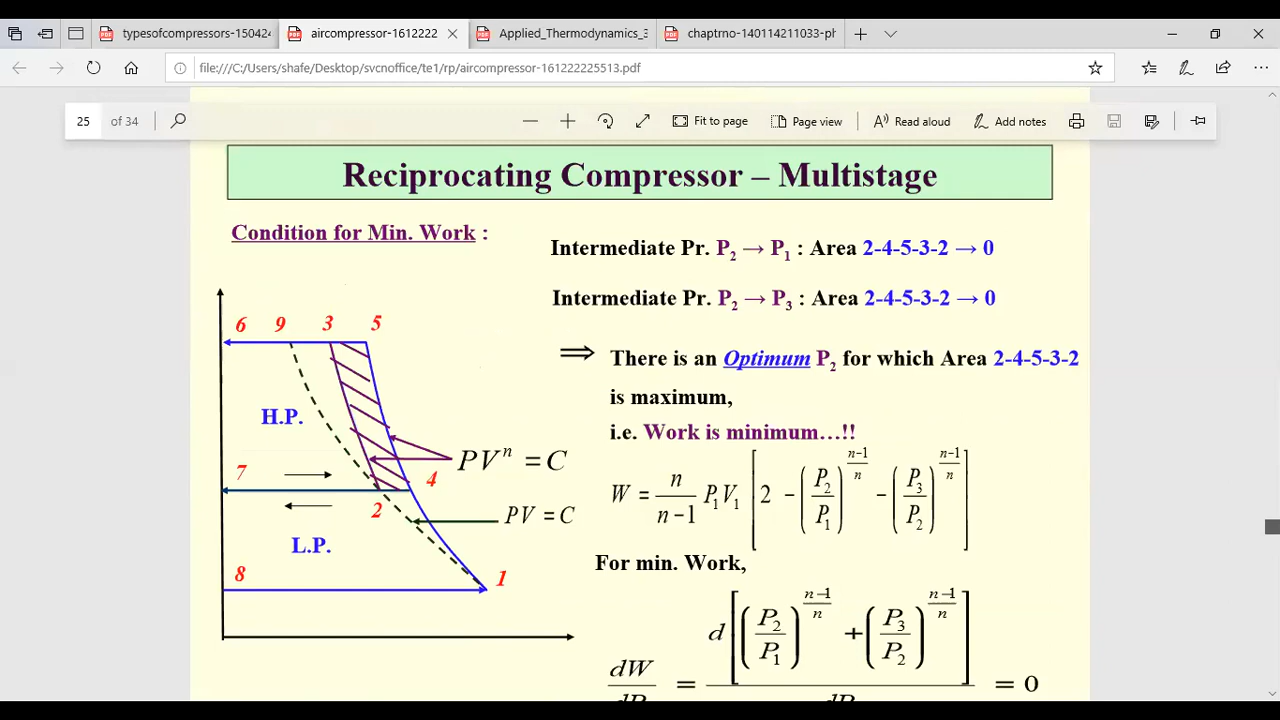 typesofcompressors-150424
aircompressor-1612222
Applied_Thermodynamics_3
chaptrno-140114211033-ph
file:///C:/Users/shafe/Desktop/svcnoffice/te1/rp/aircompressor-161222225513.pdf
25 of 34
Fit to page
Page view
Read aloud
Add notes
Reciprocating Compressor – Multistage
Condition for Min. Work :
Intermediate Pr. P2 → P1 : Area 2-4-5-3-2 → 0
Intermediate Pr. P2 → P3 : Area 2-4-5-3-2 → 0
⇒ There is an Optimum P2 for which Area 2-4-5-3-2
is maximum,
i.e. Work is minimum…!!
W = n/(n−1) P1V1 [2 − (P2/P1)^((n−1)/n) − (P3/P2)^((n−1)/n)]
For min. Work,
dW/dP = d[(P2/P1)^((n−1)/n) + (P3/P2)^((n−1)/n)]/dP = 0
6 9 3 5
H.P.
7
4
PV^n = C
2
PV = C
L.P.
8
1